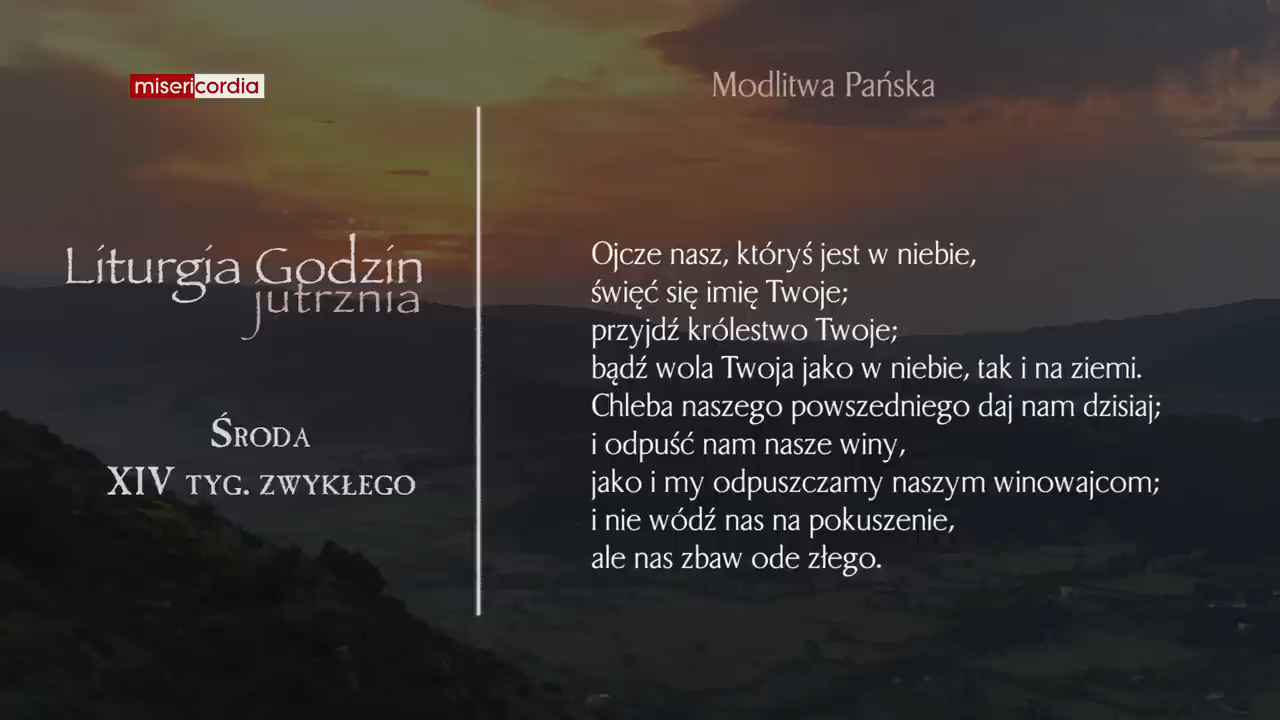 misericordia
Liturgia Godzin
jutrznia
Środa
XIV tyg. zwykłego
Modlitwa Pańska
Ojcze nasz, któryś jest w niebie,
święć się imię Twoje;
przyjdź królestwo Twoje;
bądź wola Twoja jako w niebie, tak i na ziemi.
Chleba naszego powszedniego daj nam dzisiaj;
i odpuść nam nasze winy,
jako i my odpuszczamy naszym winowajcom;
i nie wódź nas na pokuszenie,
ale nas zbaw ode złego.